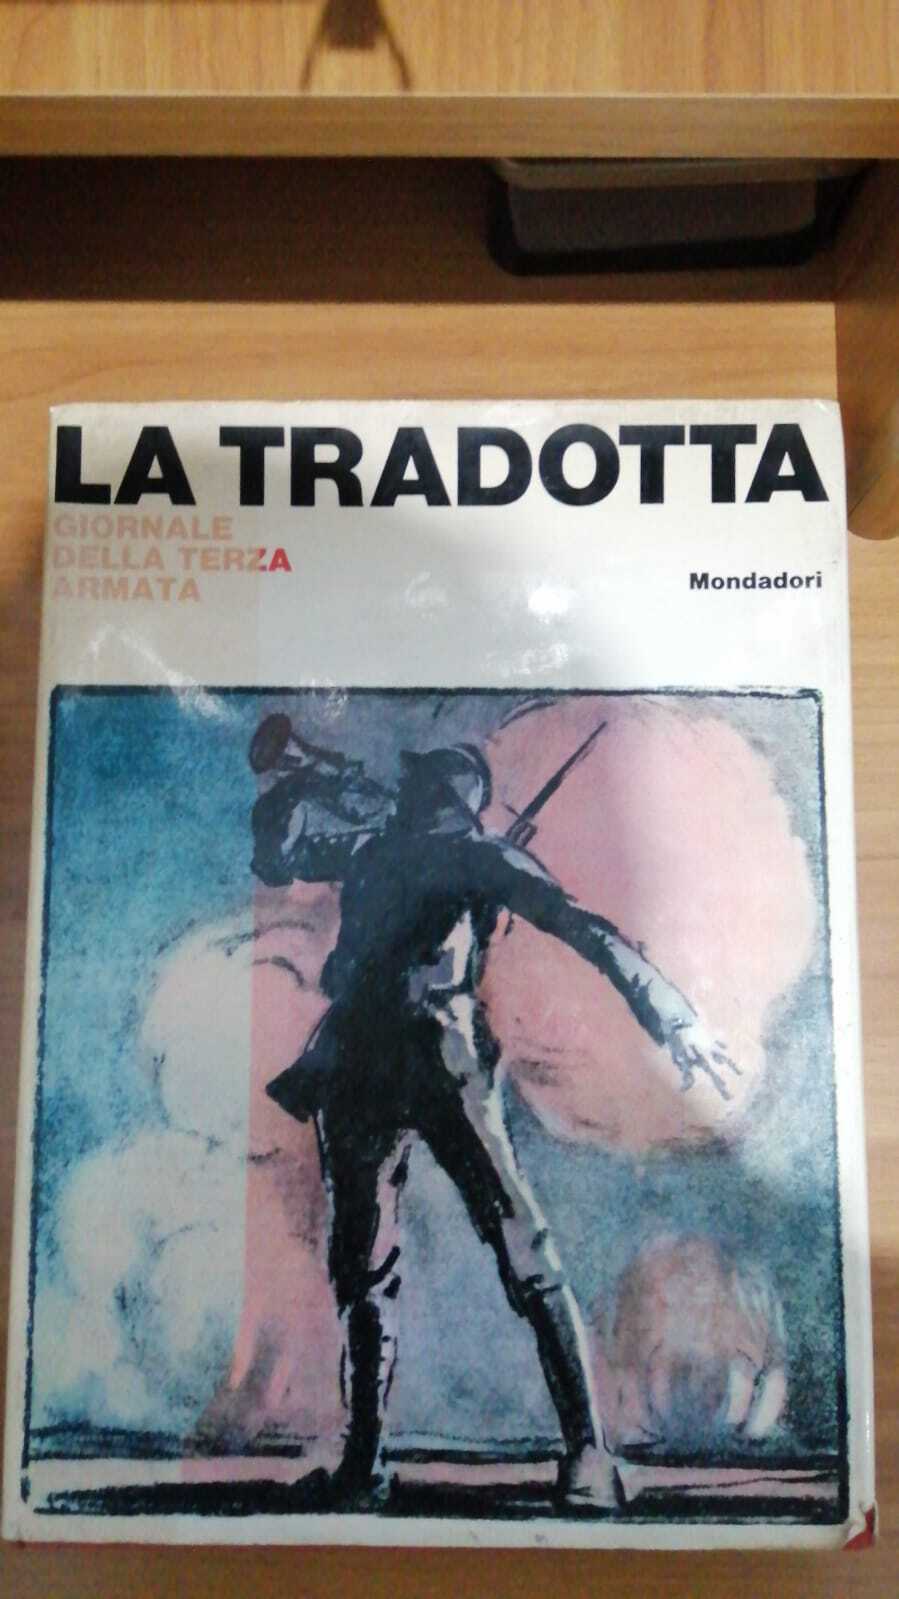 LA TRADOTTA
GIORNALE
DELLA TERZA
ARMATA
Mondadori